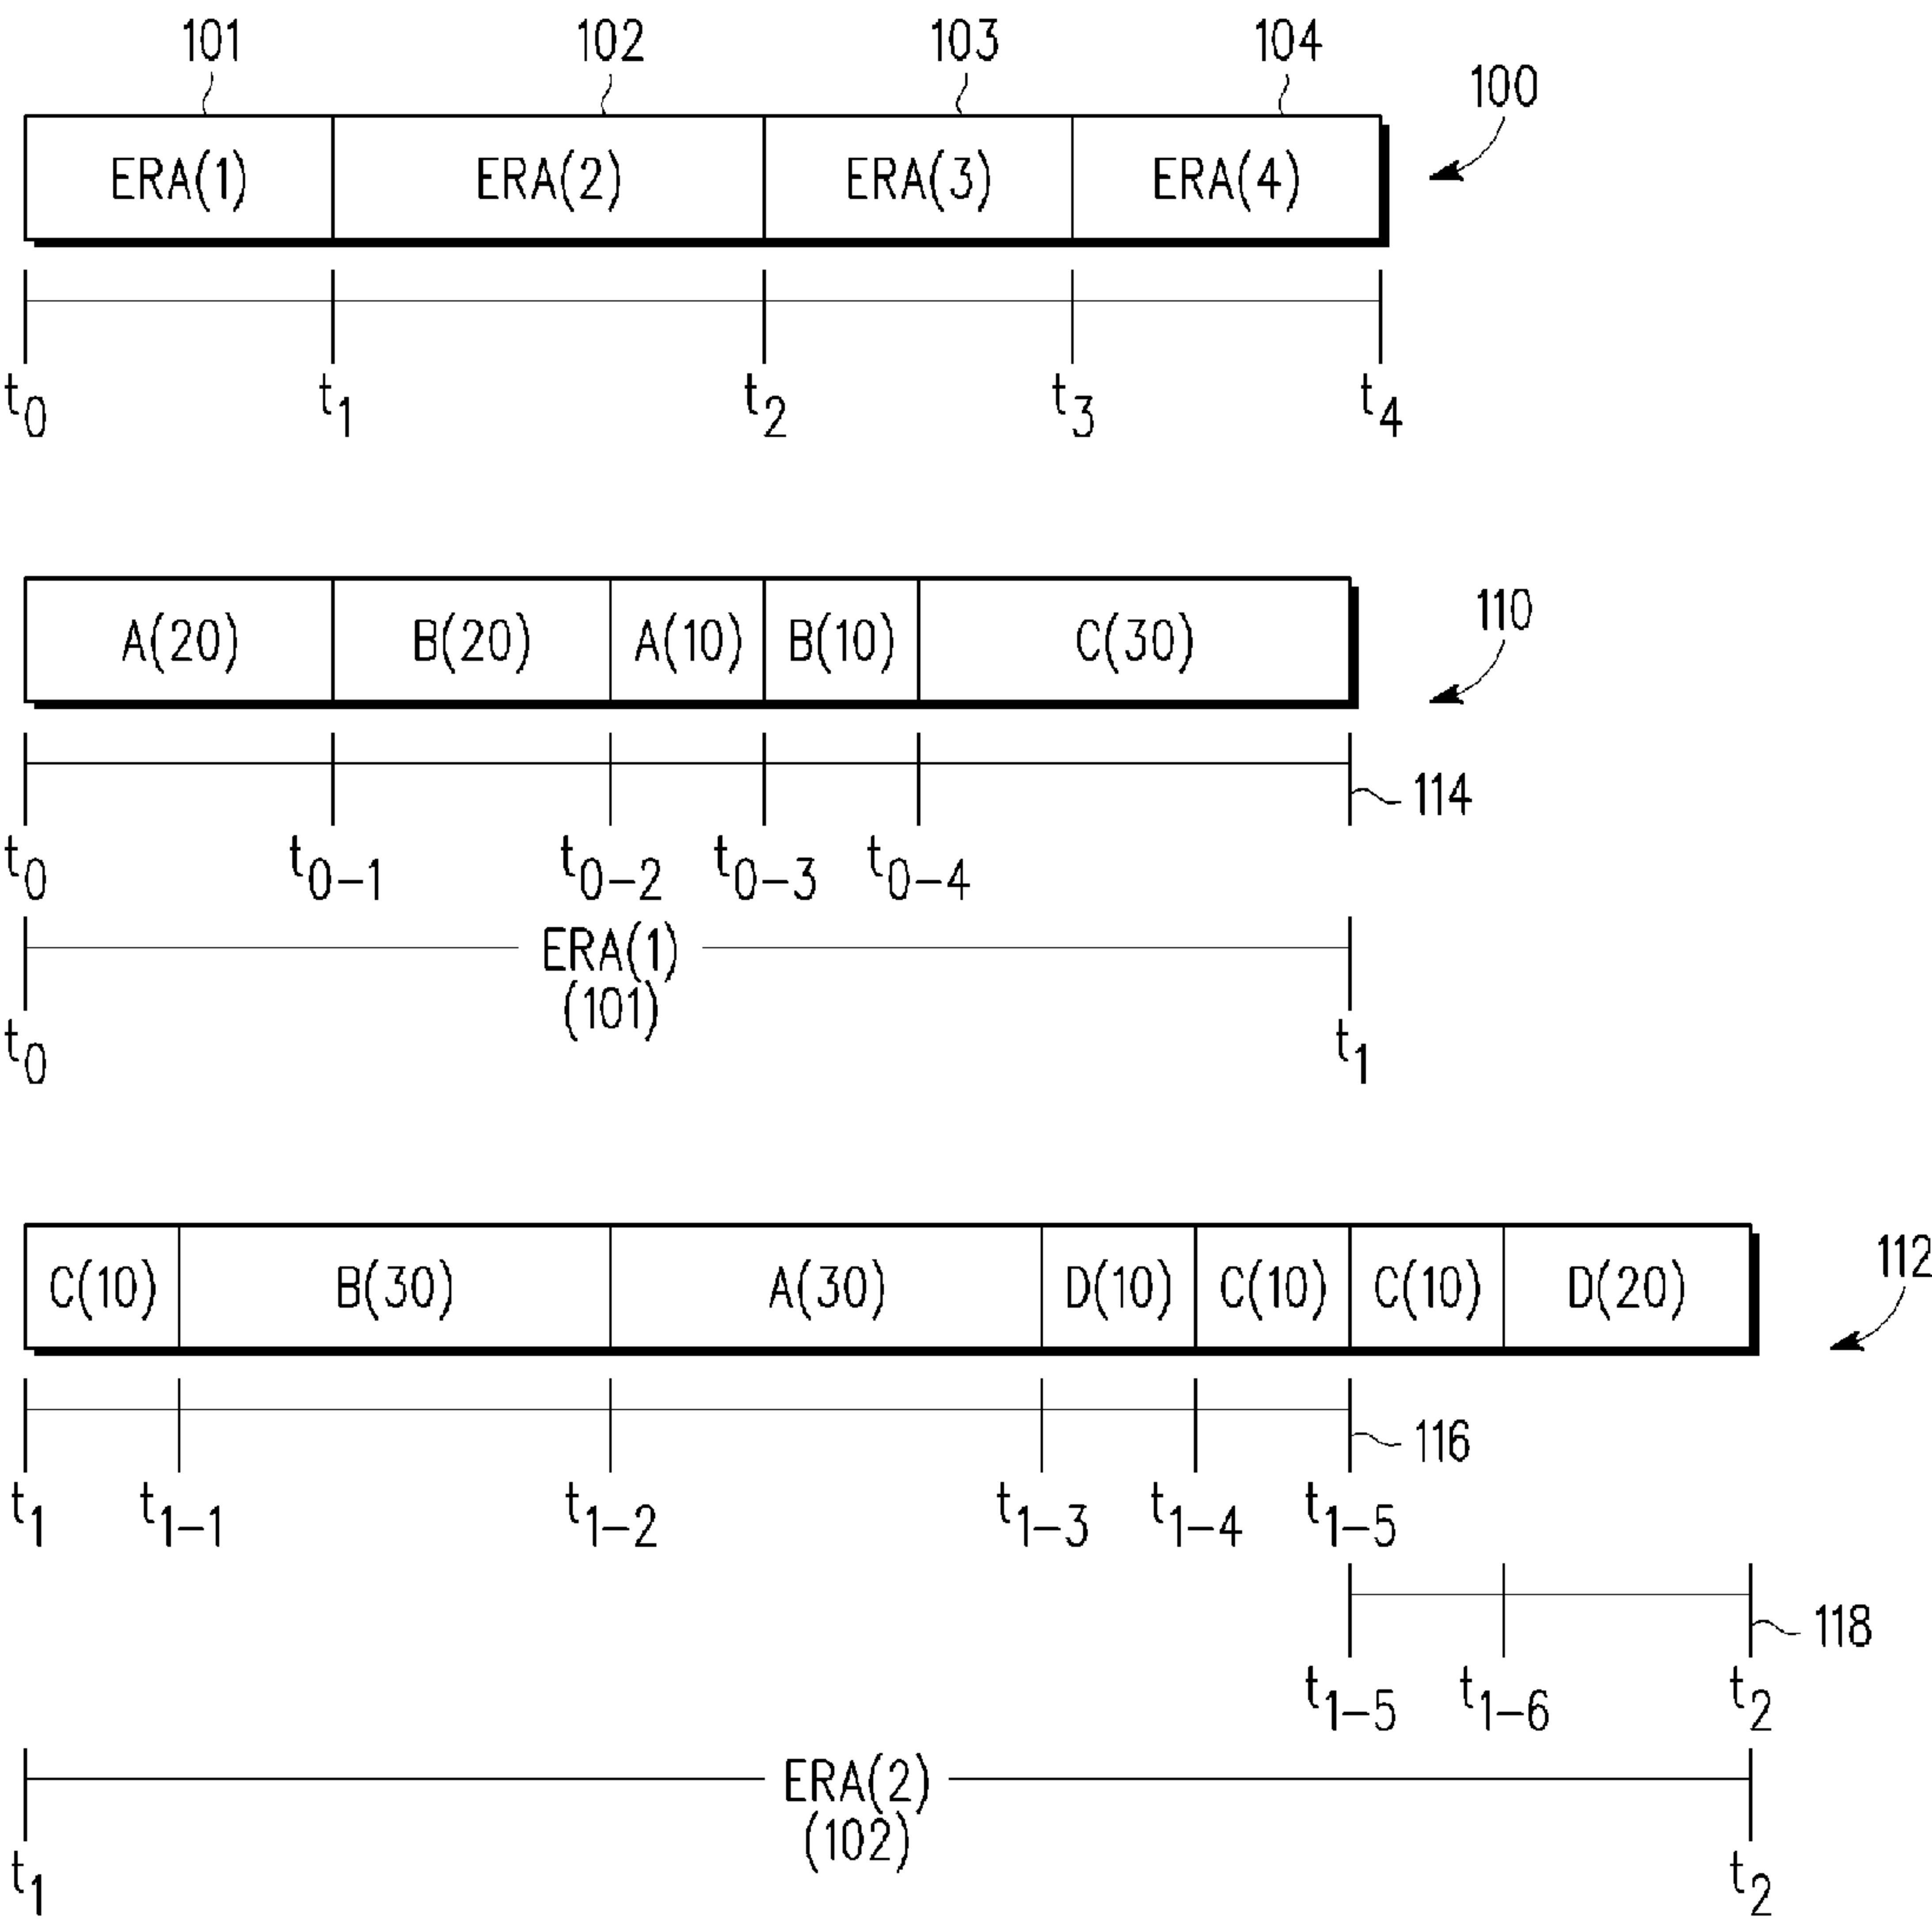 101 102 103 104
100
ERA(1) ERA(2) ERA(3) ERA(4)
t0 t1 t2 t3 t4
110
A(20) B(20) A(10) B(10) C(30)
114
t0 t0-1 t0-2 t0-3 t0-4
ERA(1)
(101)
t0 t1
112
C(10) B(30) A(30) D(10) C(10) C(10) D(20)
116
t1 t1-1 t1-2 t1-3 t1-4 t1-5
118
t1-5 t1-6 t2
ERA(2)
(102)
t1 t2